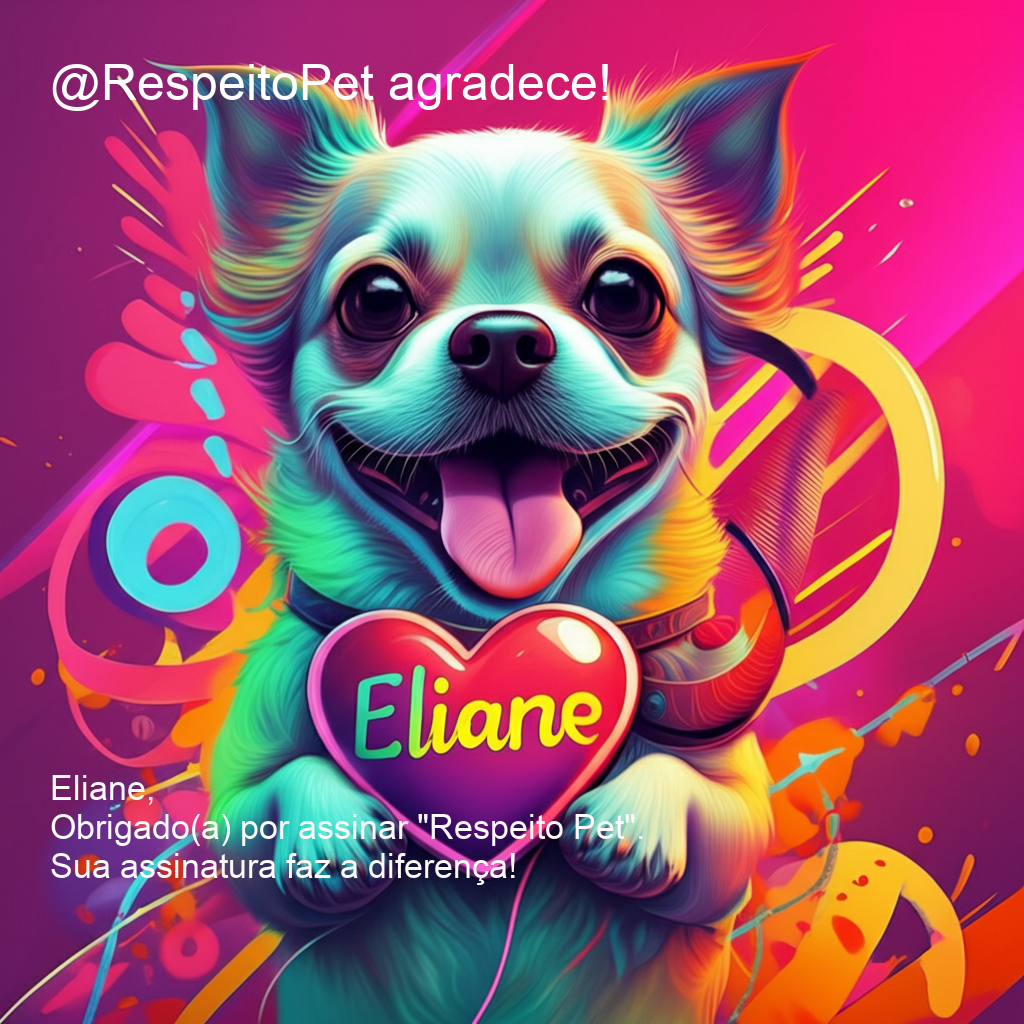 @RespeitoPet agradece!
Eliane
Eliane,
Obrigado(a) por assinar "Respeito Pet".
Sua assinatura faz a diferença!